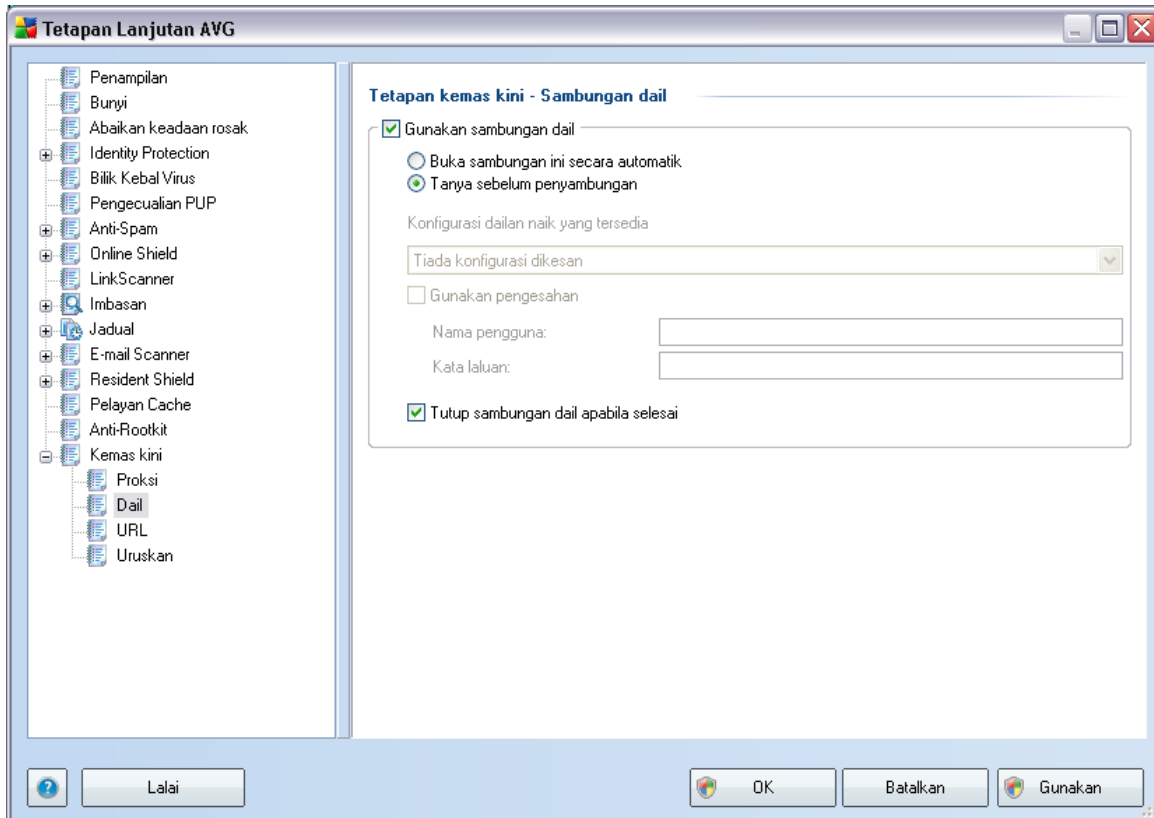 Tetapan Lanjutan AVG
Penampilan
Bunyi
Abaikan keadaan rosak
Identity Protection
Bilik Kebal Virus
Pengecualian PUP
Anti-Spam
Online Shield
LinkScanner
Imbasan
Jadual
E-mail Scanner
Resident Shield
Pelayan Cache
Anti-Rootkit
Kemas kini
Proksi
Dail
URL
Uruskan
Tetapan kemas kini - Sambungan dail
Gunakan sambungan dail
Buka sambungan ini secara automatik
Tanya sebelum penyambungan
Konfigurasi dailan naik yang tersedia
Tiada konfigurasi dikesan
Gunakan pengesahan
Nama pengguna:
Kata laluan:
Tutup sambungan dail apabila selesai
Lalai
OK
Batalkan
Gunakan